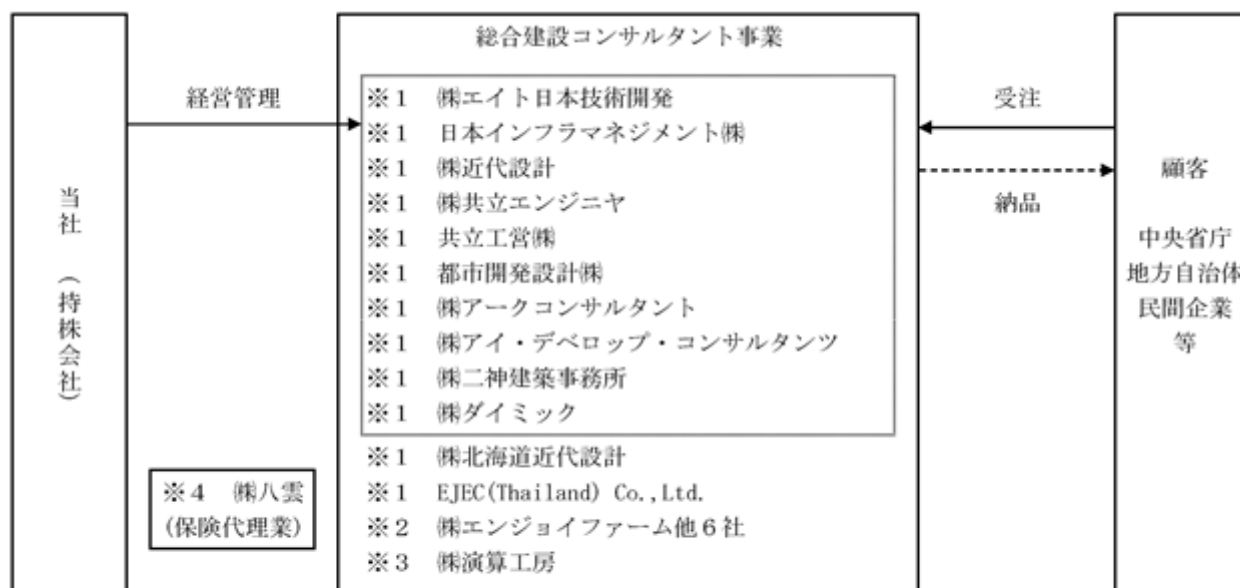 総合建設コンサルタント事業
当社 (持株会社)
経営管理
※1 ㈱エイト日本技術開発
※1 日本インフラマネジメント㈱
※1 ㈱近代設計
※1 ㈱共立エンジニヤ
※1 共立工営㈱
※1 都市開発設計㈱
※1 ㈱アークコンサルタント
※1 ㈱アイ・デベロップ・コンサルタンツ
※1 ㈱二神建築事務所
※1 ㈱ダイミック
※1 ㈱北海道近代設計
※1 EJEC(Thailand) Co.,Ltd.
※2 ㈱エンジョイファーム他6社
※3 ㈱演算工房
※4 ㈱八雲
(保険代理業)
受注
納品
顧客
中央省庁
地方自治体
民間企業
等